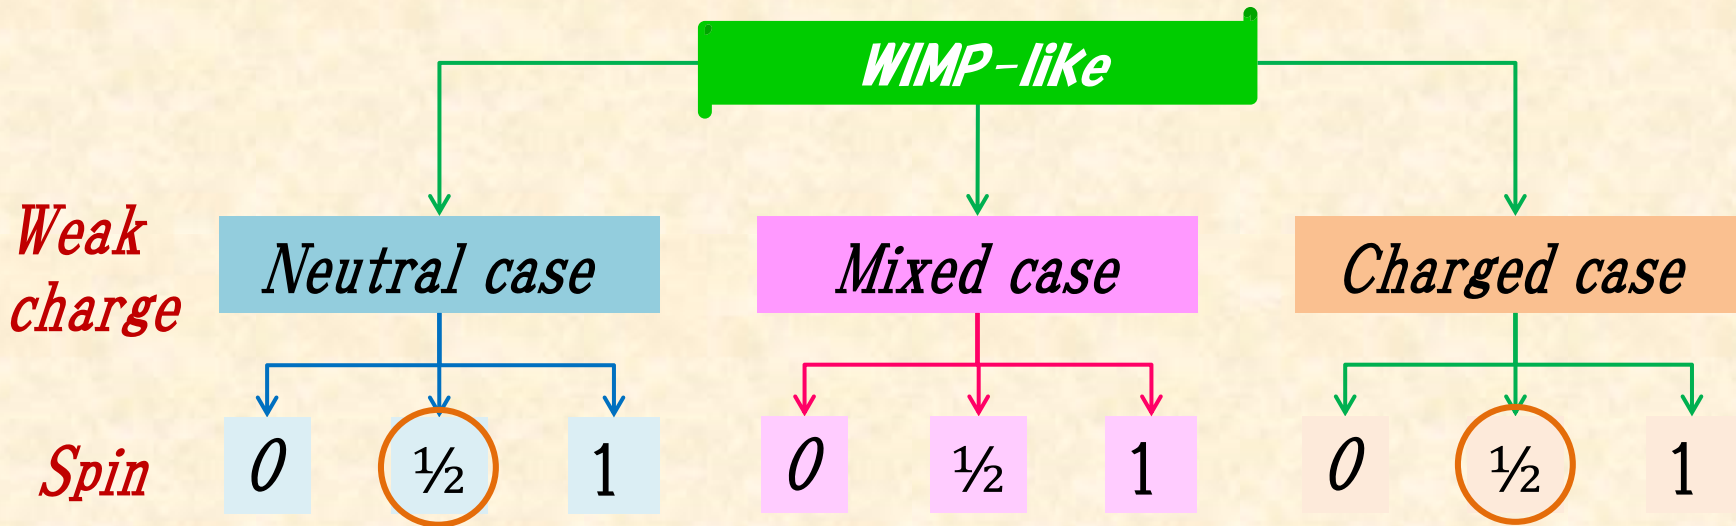 WIMP-like
Weak
charge
Neutral case
Mixed case
Charged case
Spin
0
½
1
0
½
1
0
½
1